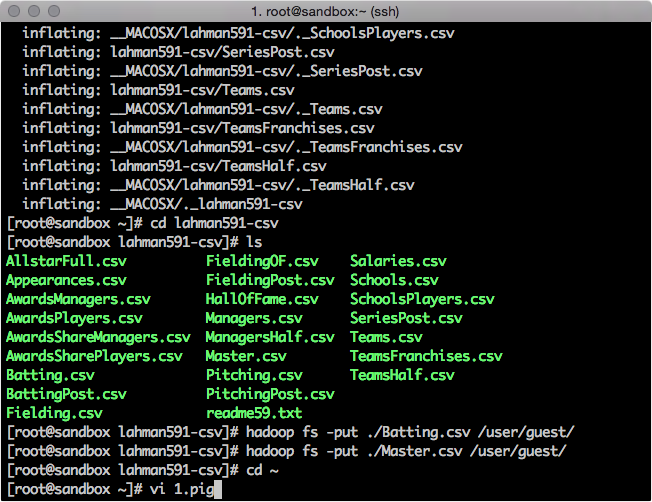 1. root@sandbox:~ (ssh)
inflating: __MACOSX/lahman591-csv/._SchoolsPlayers.csv
inflating: lahman591-csv/SeriesPost.csv
inflating: __MACOSX/lahman591-csv/._SeriesPost.csv
inflating: lahman591-csv/Teams.csv
inflating: __MACOSX/lahman591-csv/._Teams.csv
inflating: lahman591-csv/TeamsFranchises.csv
inflating: __MACOSX/lahman591-csv/._TeamsFranchises.csv
inflating: lahman591-csv/TeamsHalf.csv
inflating: __MACOSX/lahman591-csv/._TeamsHalf.csv
inflating: __MACOSX/._lahman591-csv
[root@sandbox ~]# cd lahman591-csv
[root@sandbox lahman591-csv]# ls
AllstarFull.csv FieldingOF.csv Salaries.csv
Appearances.csv FieldingPost.csv Schools.csv
AwardsManagers.csv HallOfFame.csv SchoolsPlayers.csv
AwardsPlayers.csv Managers.csv SeriesPost.csv
AwardsShareManagers.csv ManagersHalf.csv Teams.csv
AwardsSharePlayers.csv Master.csv TeamsFranchises.csv
Batting.csv Pitching.csv TeamsHalf.csv
BattingPost.csv PitchingPost.csv
Fielding.csv readme59.txt
[root@sandbox lahman591-csv]# hadoop fs -put ./Batting.csv /user/guest/
[root@sandbox lahman591-csv]# hadoop fs -put ./Master.csv /user/guest/
[root@sandbox lahman591-csv]# cd ~
[root@sandbox ~]# vi 1.pig